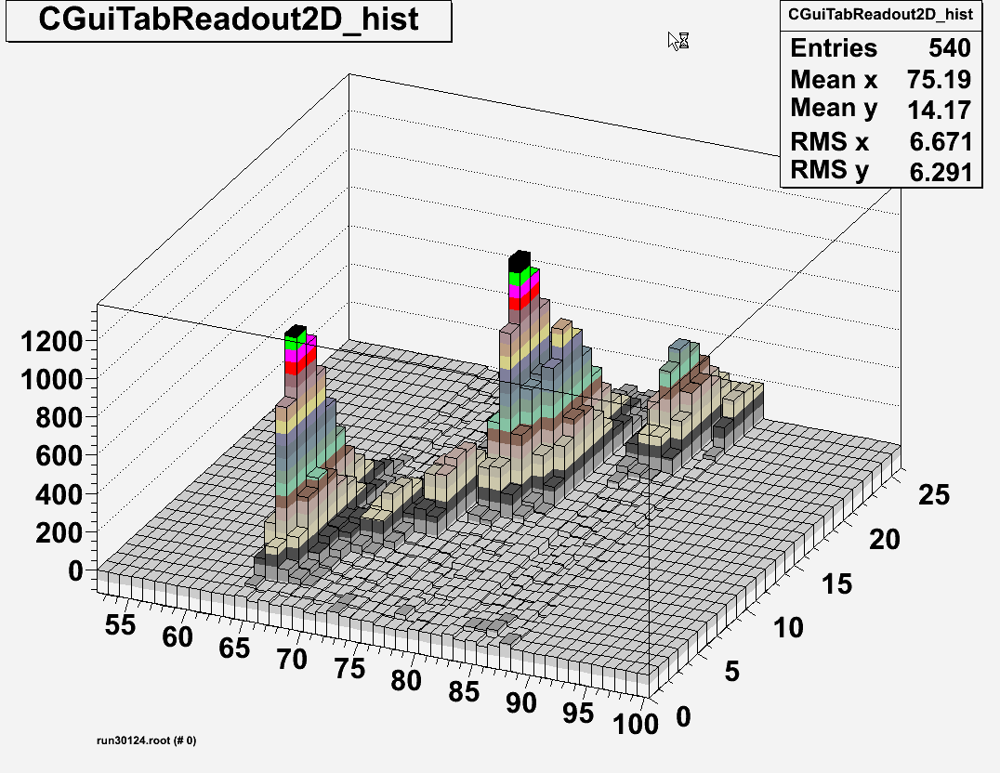 CGuiTabReadout2D_hist
CGuiTabReadout2D_hist
Entries 540
Mean x 75.19
Mean y 14.17
RMS x 6.671
RMS y 6.291
1200
1000
800
600
400
200
0
55 60 65 70 75 80 85 90 95 100
0 5 10 15 20 25
run30124.root (# 0)